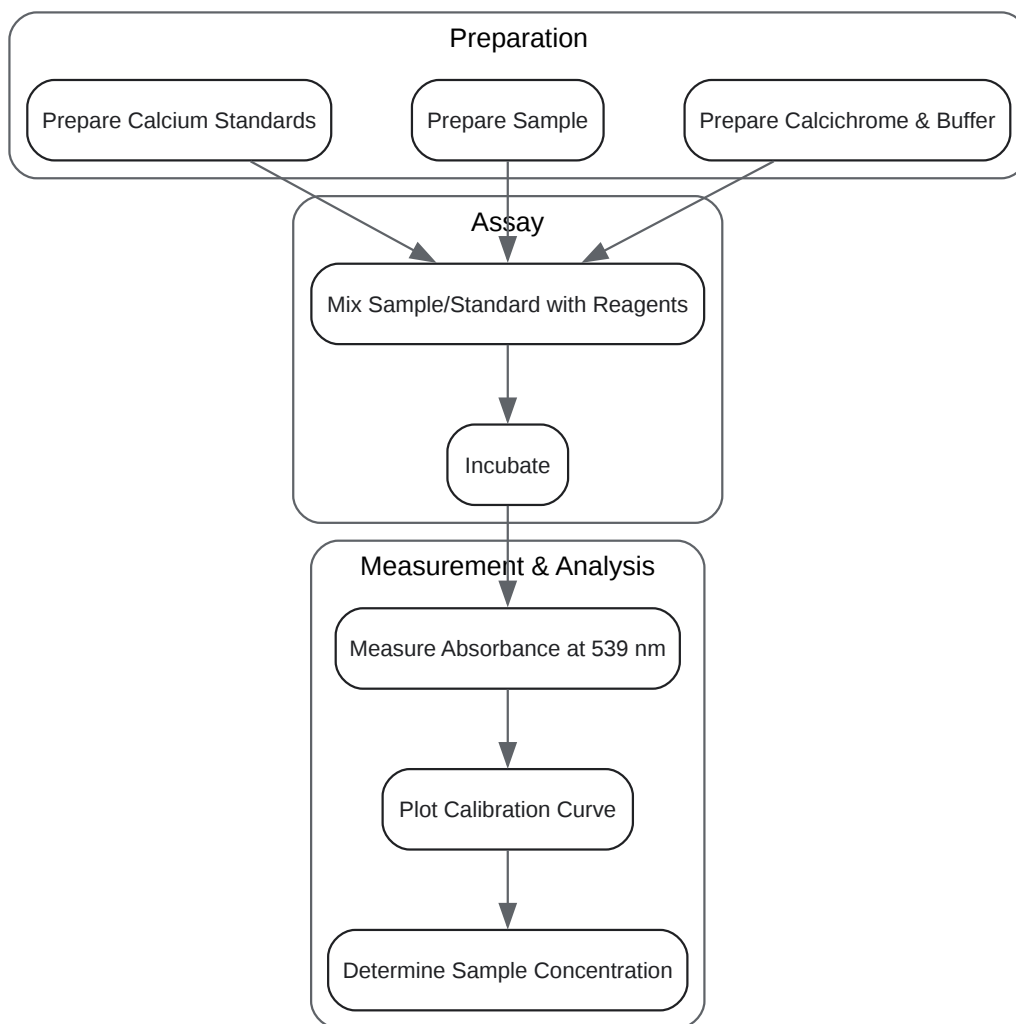 Preparation
Prepare Calcium Standards
Prepare Sample
Prepare Calcichrome & Buffer
Assay
Mix Sample/Standard with Reagents
Incubate
Measurement & Analysis
Measure Absorbance at 539 nm
Plot Calibration Curve
Determine Sample Concentration